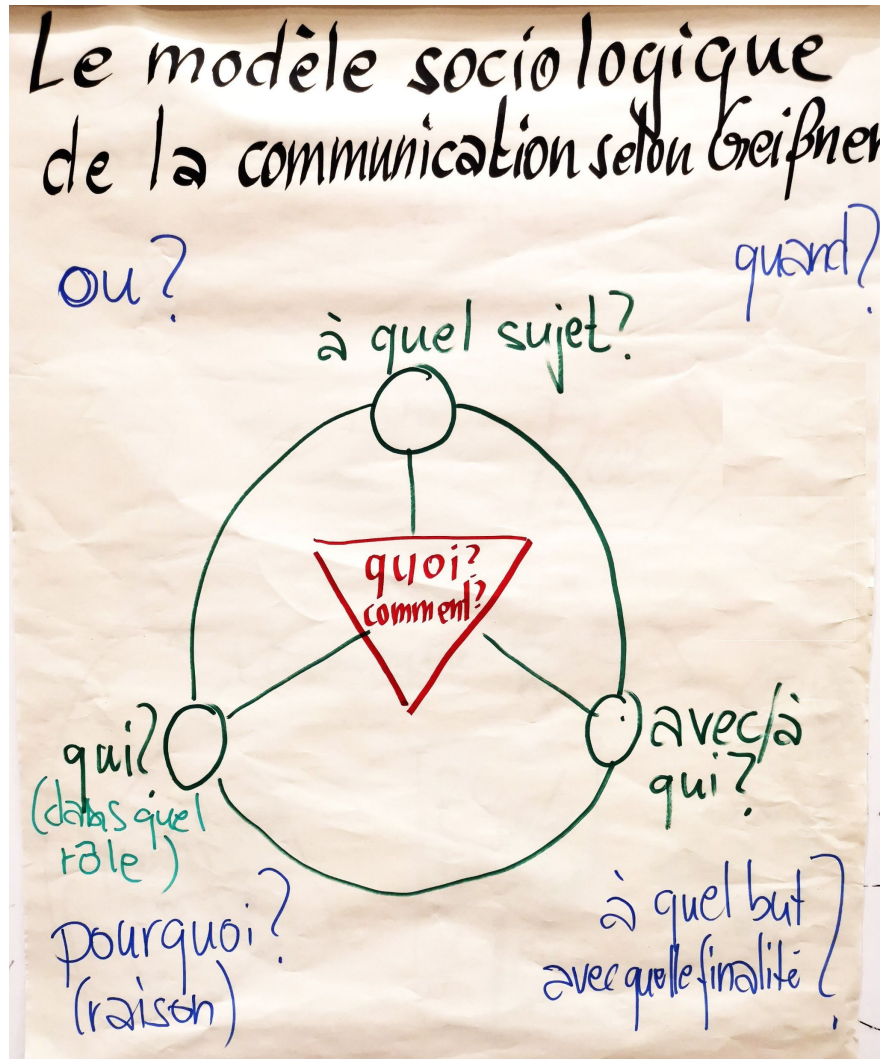 Le modèle sociologique
de la communication selon Geißner
ou?
quand?
à quel sujet?
quoi?
comment?
qui?
(dans quel
rôle)
avec/à
qui?
pourquoi?
(raison)
à quel but
avec quelle finalité?